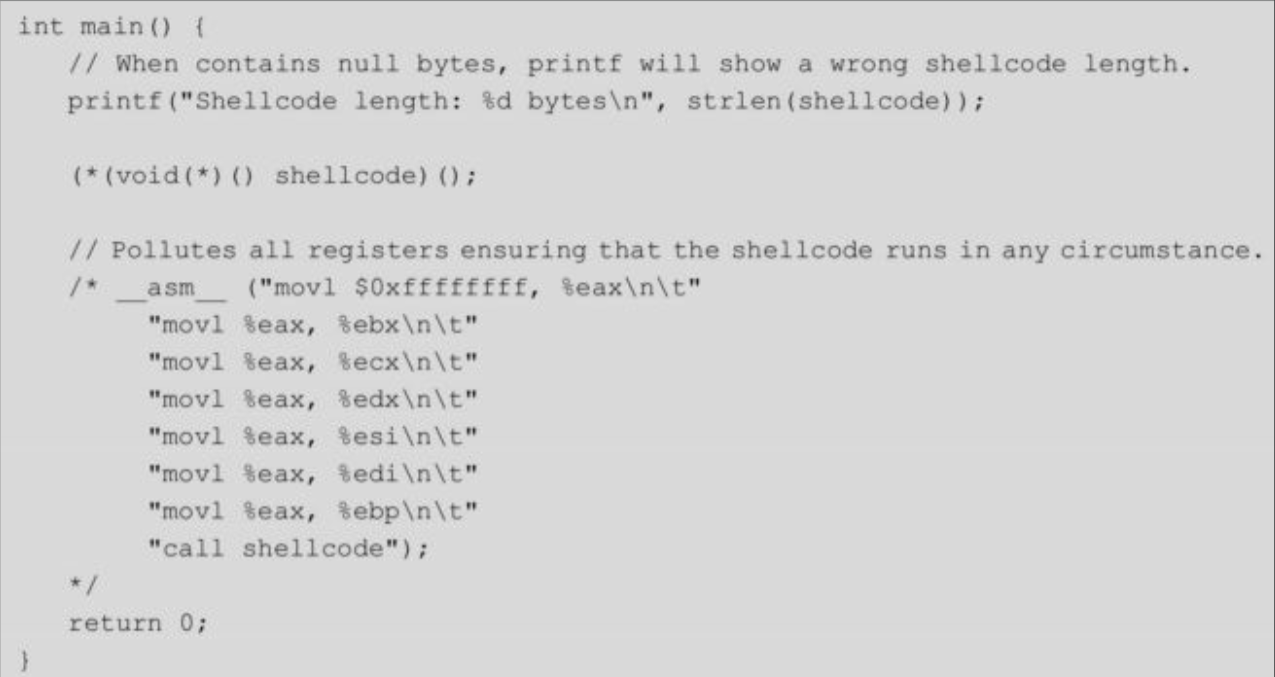 int main() {
// When contains null bytes, printf will show a wrong shellcode length.
printf("Shellcode length: %d bytes\n", strlen(shellcode));
(*(void(*)() shellcode)();
// Pollutes all registers ensuring that the shellcode runs in any circumstance.
/* __asm__ ("movl $0xffffffff, %eax\n\t"
"movl %eax, %ebx\n\t"
"movl %eax, %ecx\n\t"
"movl %eax, %edx\n\t"
"movl %eax, %esi\n\t"
"movl %eax, %edi\n\t"
"movl %eax, %ebp\n\t"
"call shellcode");
*/
return 0;
}